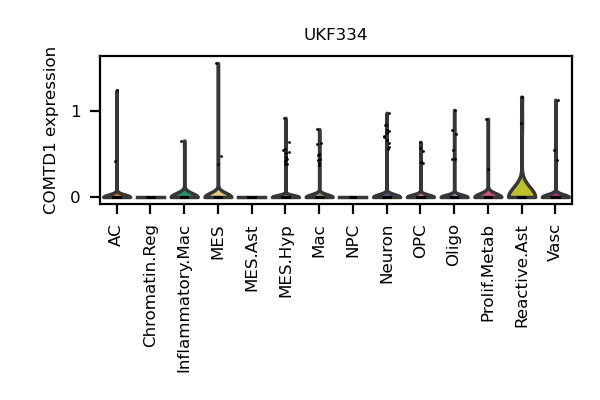 UKF334
COMTD1 expression
1
0
AC
Chromatin.Reg
Inflammatory.Mac
MES
MES.Ast
MES.Hyp
Mac
NPC
Neuron
OPC
Oligo
Prolif.Metab
Reactive.Ast
Vasc